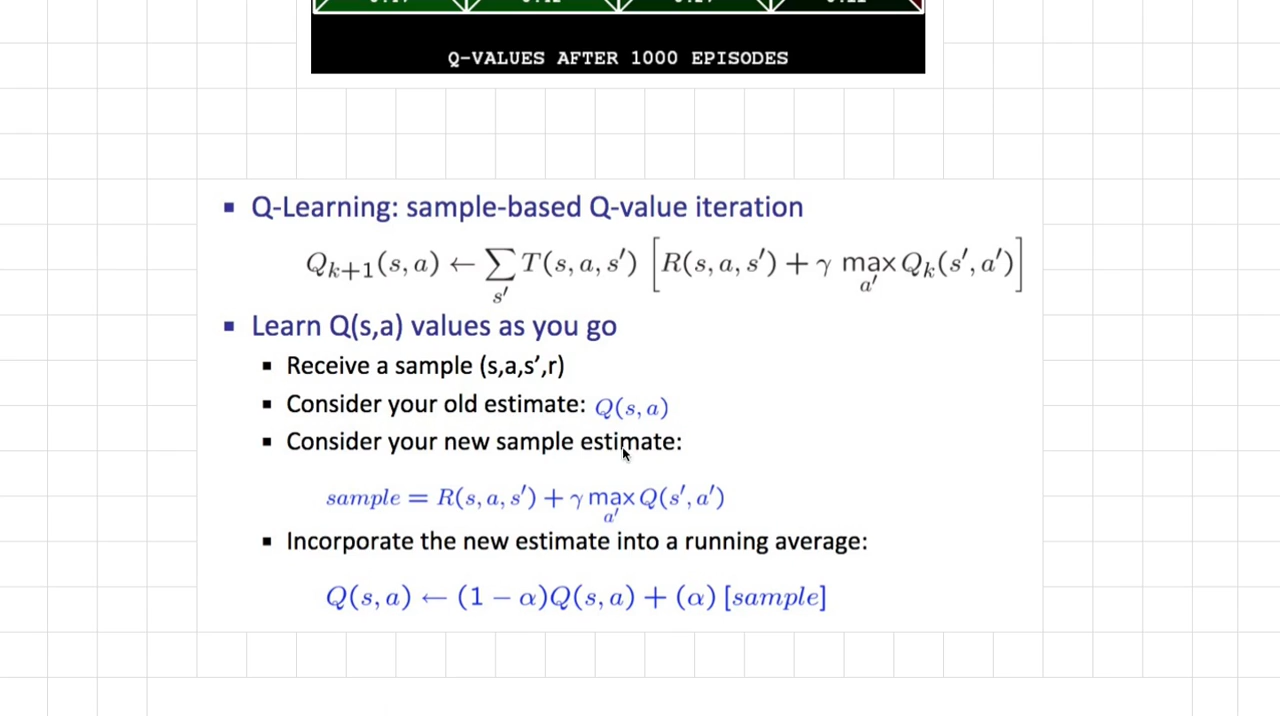 Q-VALUES AFTER 1000 EPISODES
▪ Q-Learning: sample-based Q-value iteration
Q_{k+1}(s, a) ← ∑_{s'} T(s, a, s') [R(s, a, s') + γ max_{a'} Q_k(s', a')]
▪ Learn Q(s,a) values as you go
▪ Receive a sample (s,a,s',r)
▪ Consider your old estimate: Q(s, a)
▪ Consider your new sample estimate:
sample = R(s, a, s') + γ max_{a'} Q(s', a')
▪ Incorporate the new estimate into a running average:
Q(s, a) ← (1 − α)Q(s, a) + (α) [sample]